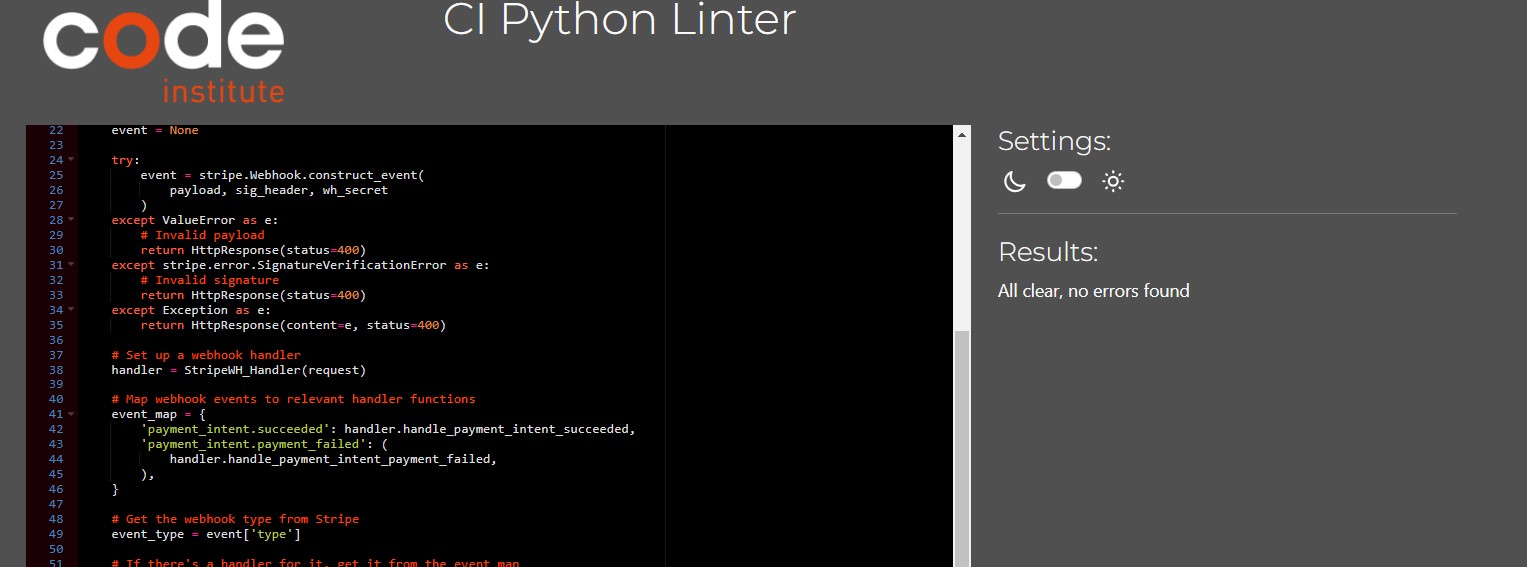 code
institute
CI Python Linter
22 event = None
23
24 try:
25 event = stripe.Webhook.construct_event(
26 payload, sig_header, wh_secret
27 )
28 except ValueError as e:
29 # Invalid payload
30 return HttpResponse(status=400)
31 except stripe.error.SignatureVerificationError as e:
32 # Invalid signature
33 return HttpResponse(status=400)
34 except Exception as e:
35 return HttpResponse(content=e, status=400)
36
37 # Set up a webhook handler
38 handler = StripeWH_Handler(request)
39
40 # Map webhook events to relevant handler functions
41 event_map = {
42 'payment_intent.succeeded': handler.handle_payment_intent_succeeded,
43 'payment_intent.payment_failed': (
44 handler.handle_payment_intent_payment_failed,
45 ),
46 }
47
48 # Get the webhook type from Stripe
49 event_type = event['type']
50
51 # If there's a handler for it, get it from the event map
Settings:
Results:
All clear, no errors found